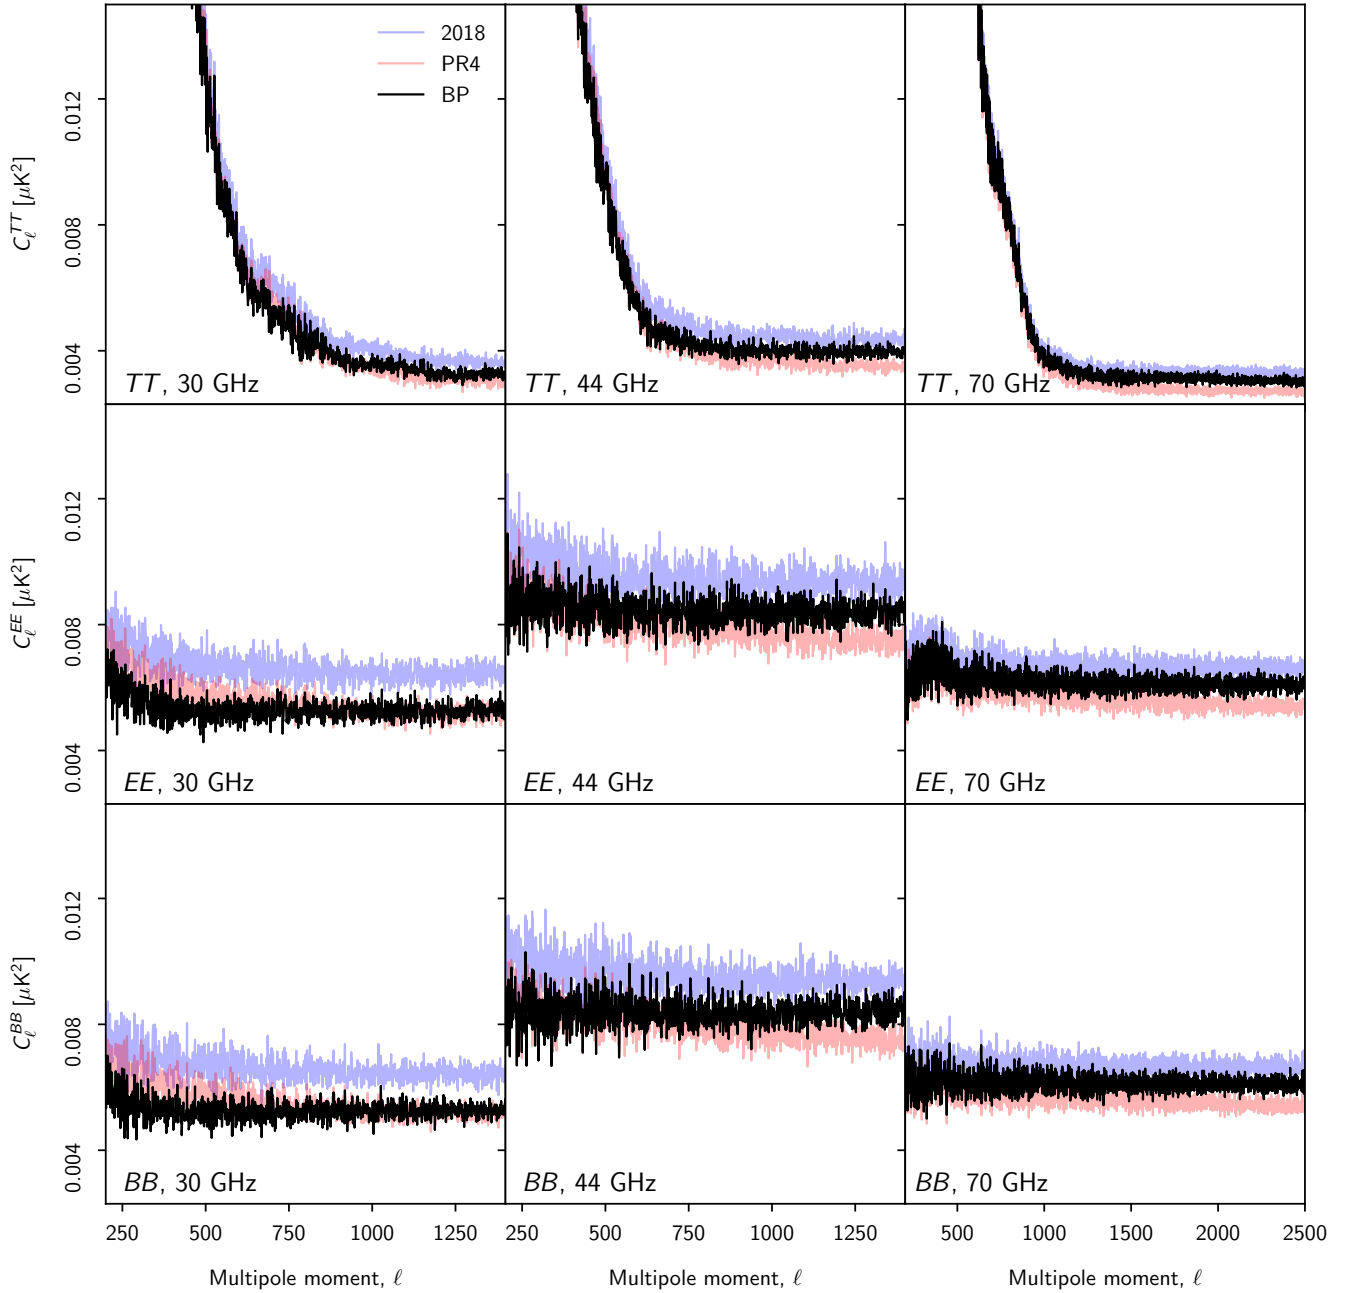 2018
PR4
BP
0.012
0.008
0.004
C_ℓ^TT [μK²]
TT, 30 GHz
TT, 44 GHz
TT, 70 GHz
0.012
0.008
0.004
C_ℓ^EE [μK²]
EE, 30 GHz
EE, 44 GHz
EE, 70 GHz
0.012
0.008
0.004
C_ℓ^BB [μK²]
BB, 30 GHz
BB, 44 GHz
BB, 70 GHz
250 500 750 1000 1250
250 500 750 1000 1250
500 1000 1500 2000 2500
Multipole moment, ℓ
Multipole moment, ℓ
Multipole moment, ℓ